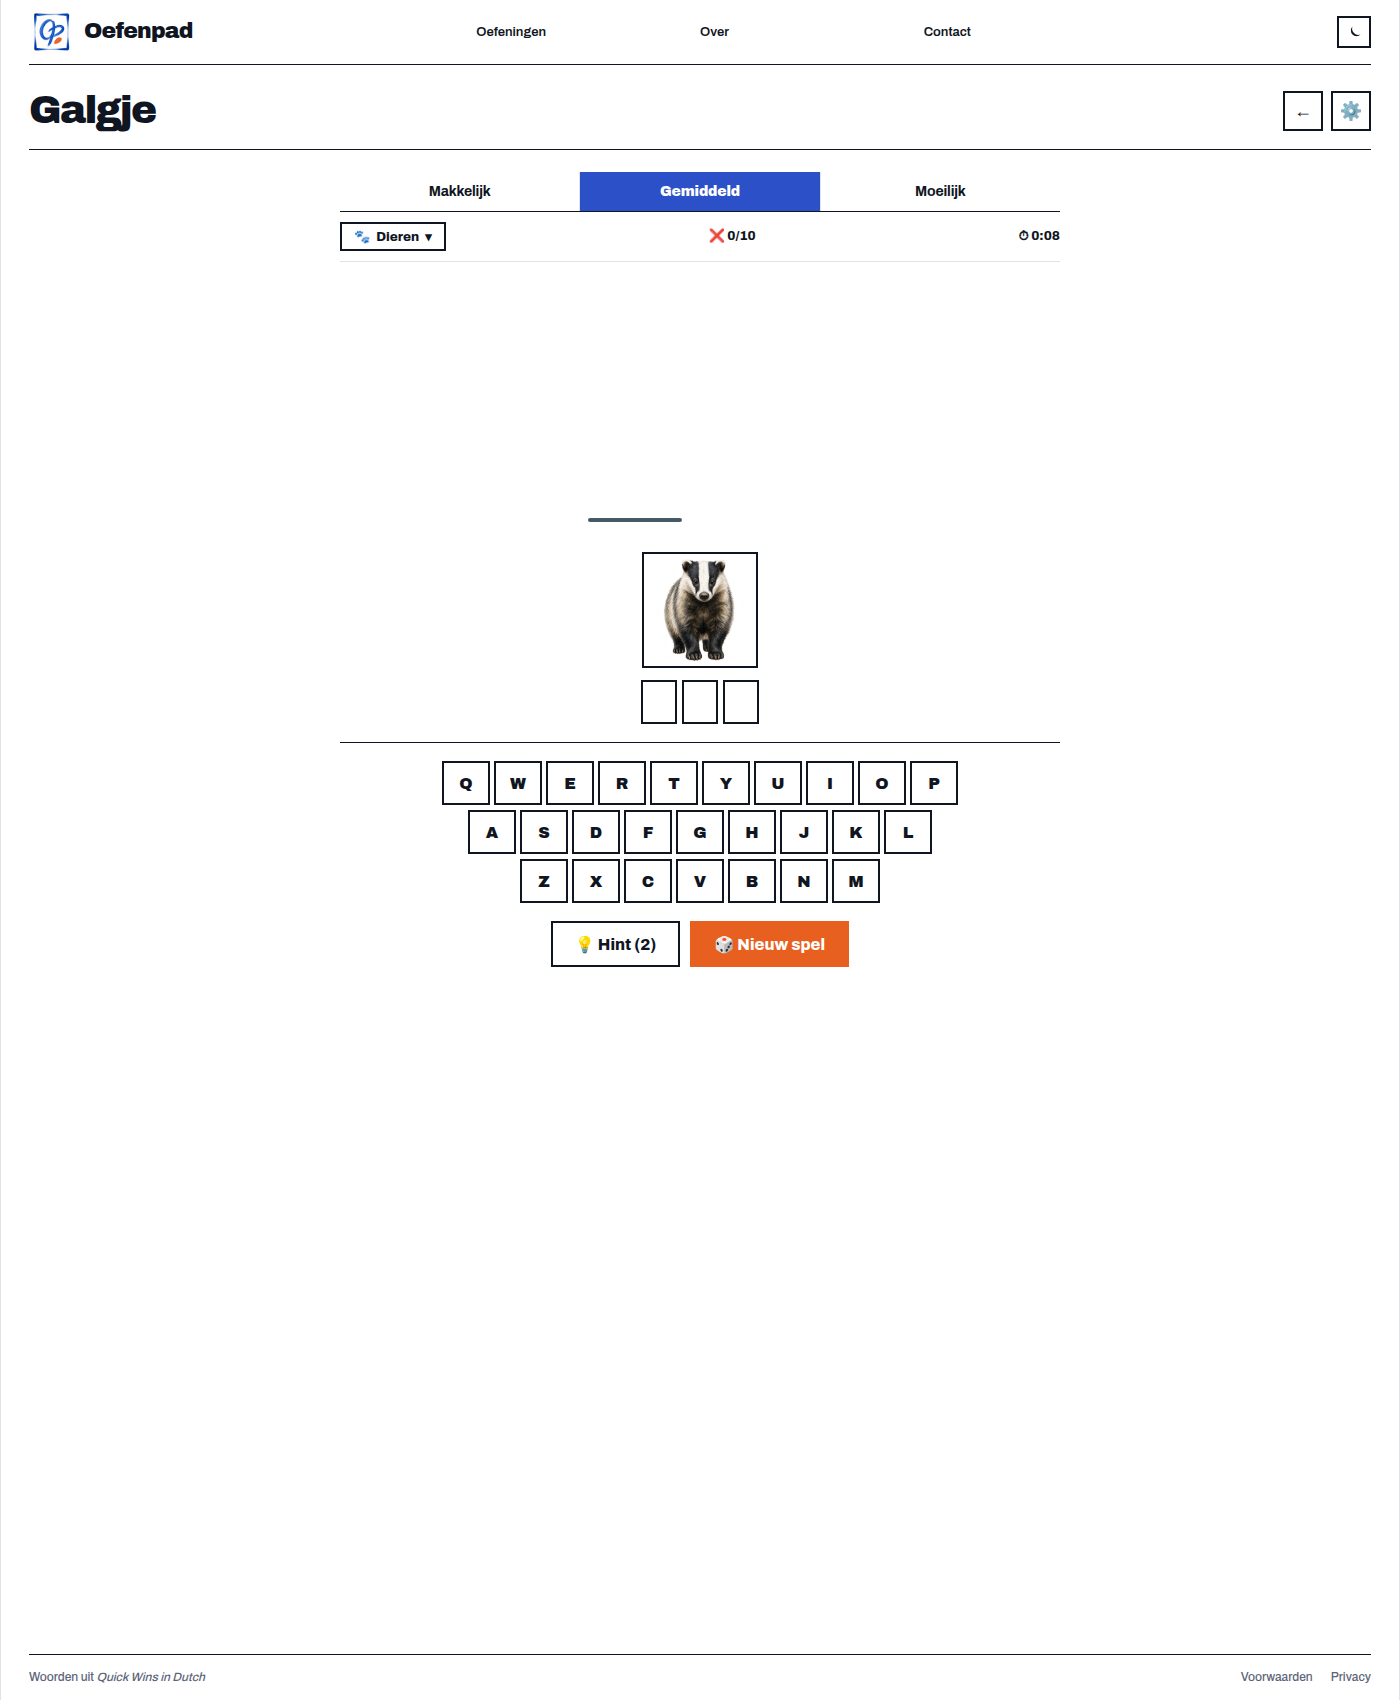 Oefenpad
Oefeningen
Over
Contact
Galgje
←
Makkelijk
Gemiddeld
Moeilijk
Dieren ▼
0/10
0:08
Q W E R T Y U I O P
A S D F G H J K L
Z X C V B N M
Hint (2)
Nieuw spel
Woorden uit Quick Wins in Dutch
Voorwaarden
Privacy